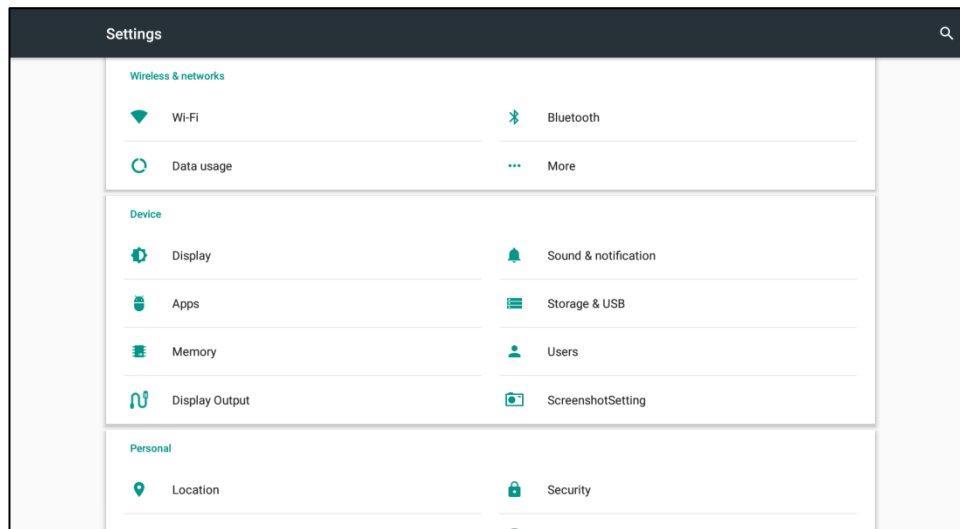 Settings
Wireless & networks
Wi-Fi
Bluetooth
Data usage
More
Device
Display
Sound & notification
Apps
Storage & USB
Memory
Users
Display Output
ScreenshotSetting
Personal
Location
Security